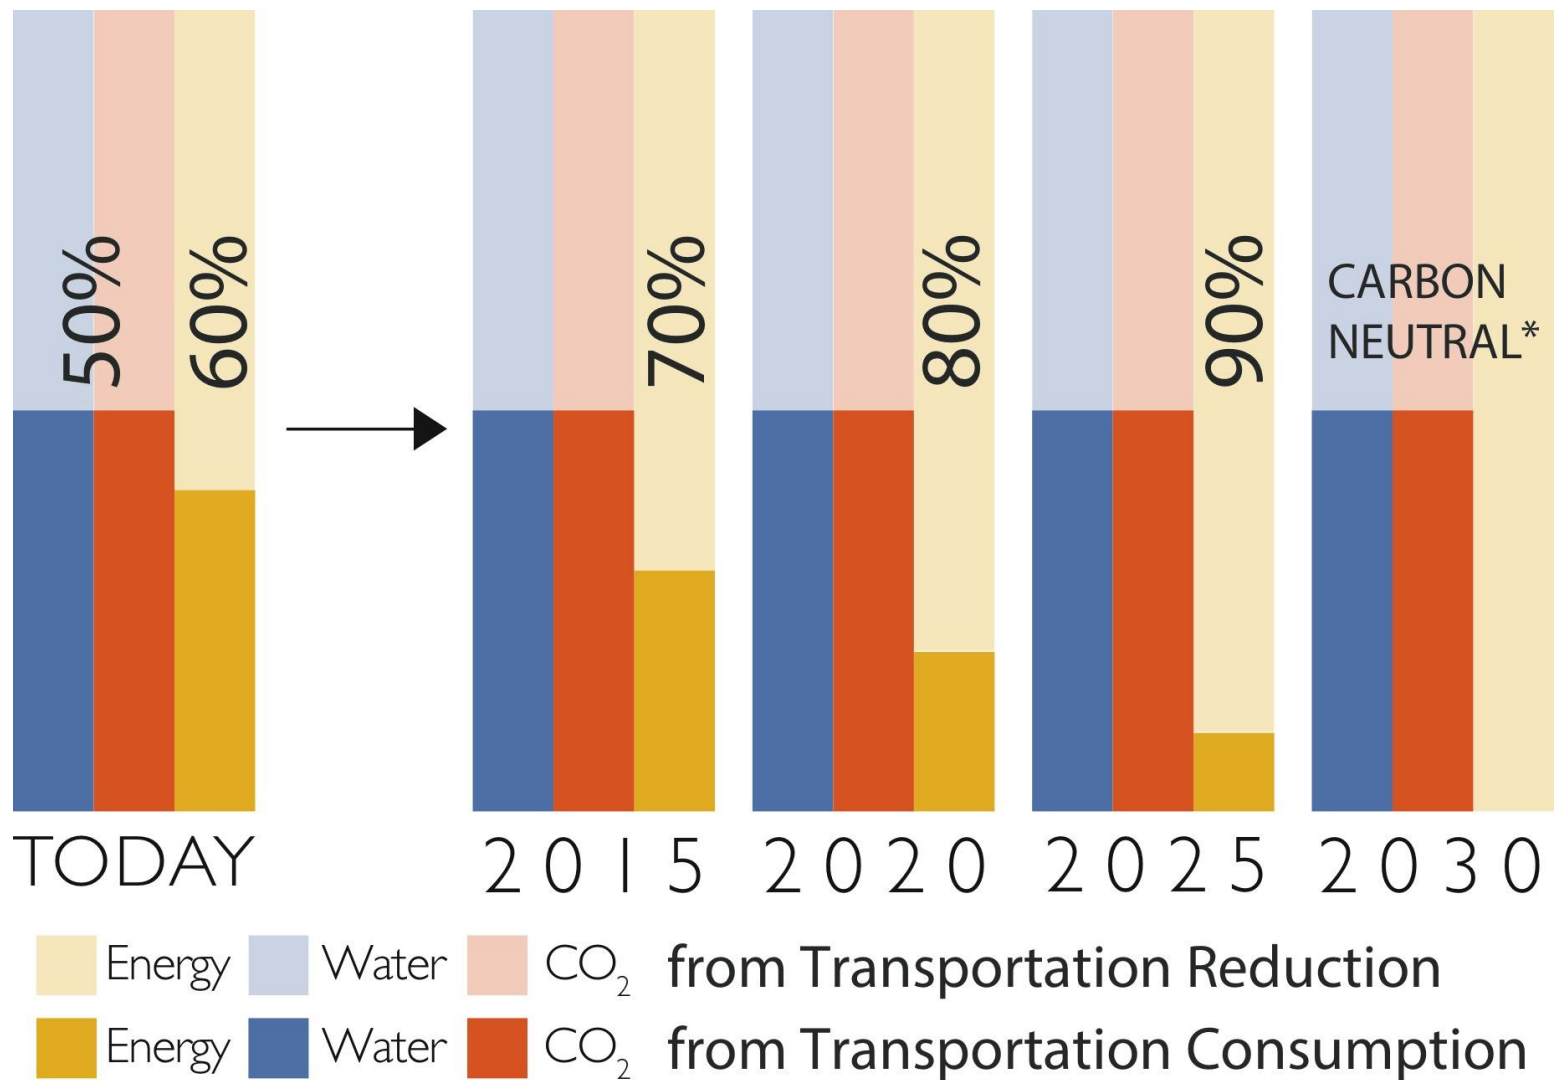 50%
60%
70%
80%
90%
CARBON
NEUTRAL*
TODAY
2015
2020
2025
2030
Energy Water CO₂ from Transportation Reduction
Energy Water CO₂ from Transportation Consumption